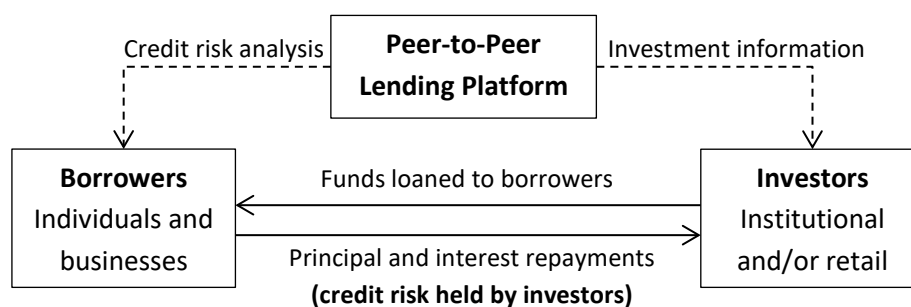 Peer-to-Peer
Lending Platform
Credit risk analysis
Investment information
Borrowers
Individuals and
businesses
Funds loaned to borrowers
Principal and interest repayments
(credit risk held by investors)
Investors
Institutional
and/or retail